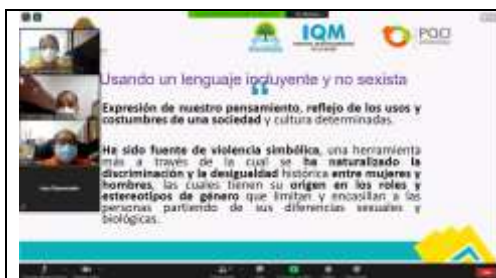 IQM
PQCI
Usando un lenguaje incluyente y no sexista
Expresión de nuestro pensamiento, reflejo de los usos y
costumbres de una sociedad y cultura determinadas.
Ha sido fuente de violencia simbólica, una herramienta
más a través de la cual se ha naturalizado la
discriminación y la desigualdad histórica entre mujeres y
hombres, las cuales tienen su origen en los roles y
estereotipos de género que limitan y encasillan a las
personas partiendo de sus diferencias sexuales y
biológicas.